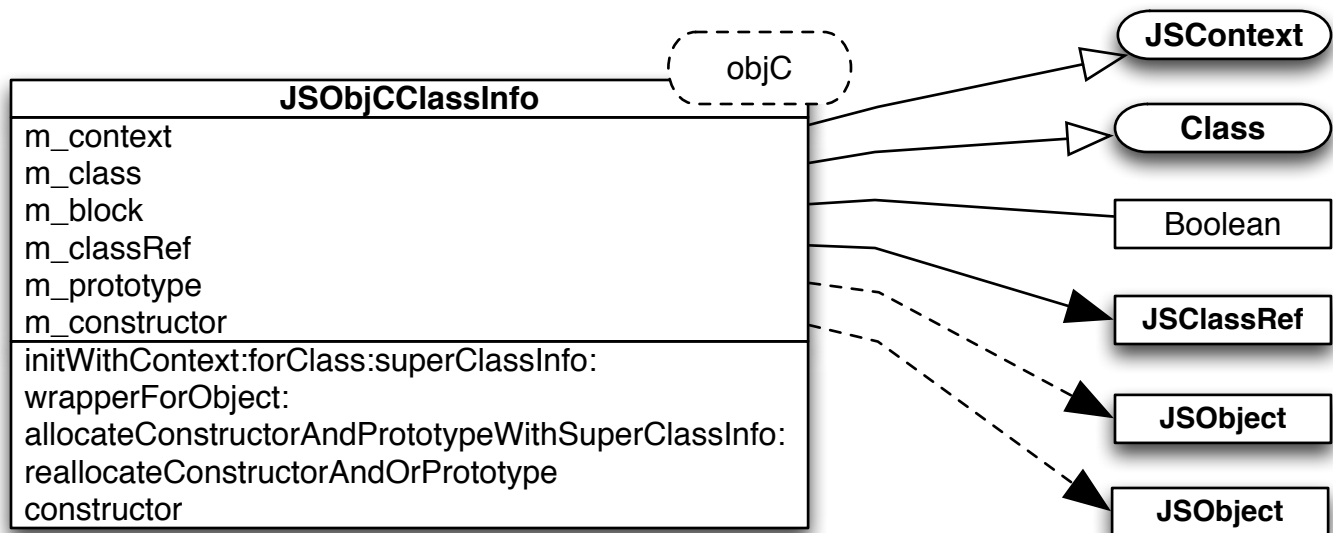 objC
JSObjCClassInfo
m_context
m_class
m_block
m_classRef
m_prototype
m_constructor
initWithContext:forClass:superClassInfo:
wrapperForObject:
allocateConstructorAndPrototypeWithSuperClassInfo:
reallocateConstructorAndOrPrototype
constructor
JSContext
Class
Boolean
JSClassRef
JSObject
JSObject